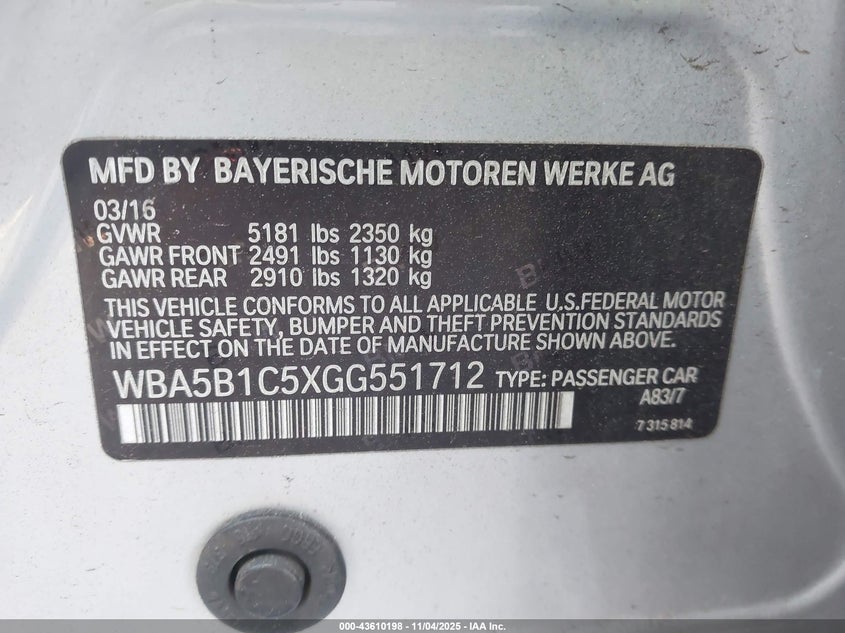 MFD BY BAYERISCHE MOTOREN WERKE AG
03/16
GVWR 5181 lbs 2350 kg
GAWR FRONT 2491 lbs 1130 kg
GAWR REAR 2910 lbs 1320 kg
THIS VEHICLE CONFORMS TO ALL APPLICABLE U.S.FEDERAL MOTOR
VEHICLE SAFETY, BUMPER AND THEFT PREVENTION STANDARDS
IN EFFECT ON THE DATE OF MANUFACTURE SHOWN ABOVE.
WBA5B1C5XGG551712 TYPE: PASSENGER CAR
A83/7
7 315 814
000-43610198 - 11/04/2025 - IAA Inc.